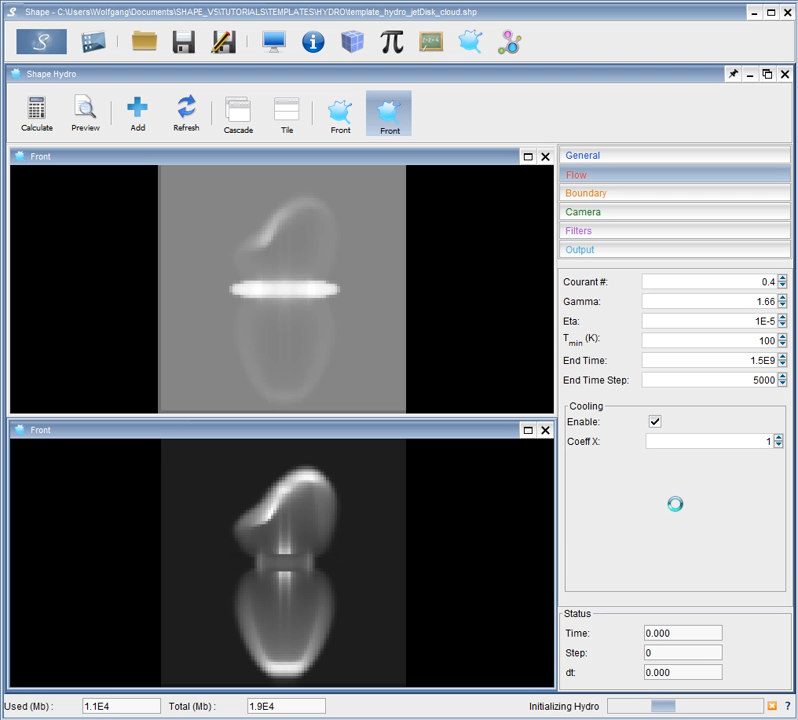 Shape - C:\Users\Wolfgang\Documents\SHAPE_V5\TUTORIALS\TEMPLATES\HYDRO\template_hydro_jetDisk_cloud.shp
S
Shape Hydro
Calculate Preview Add Refresh Cascade Tile Front Front
Front
General
Flow
Boundary
Camera
Filters
Output
Courant #: 0.4
Gamma: 1.66
Eta: 1E-5
Tmin (K): 100
End Time: 1.5E9
End Time Step: 5000
Cooling
Enable:
Coeff X: 1
Front
Status
Time: 0.000
Step: 0
dt: 0.000
Used (Mb) : 1.1E4 Total (Mb) : 1.9E4 Initializing Hydro ?